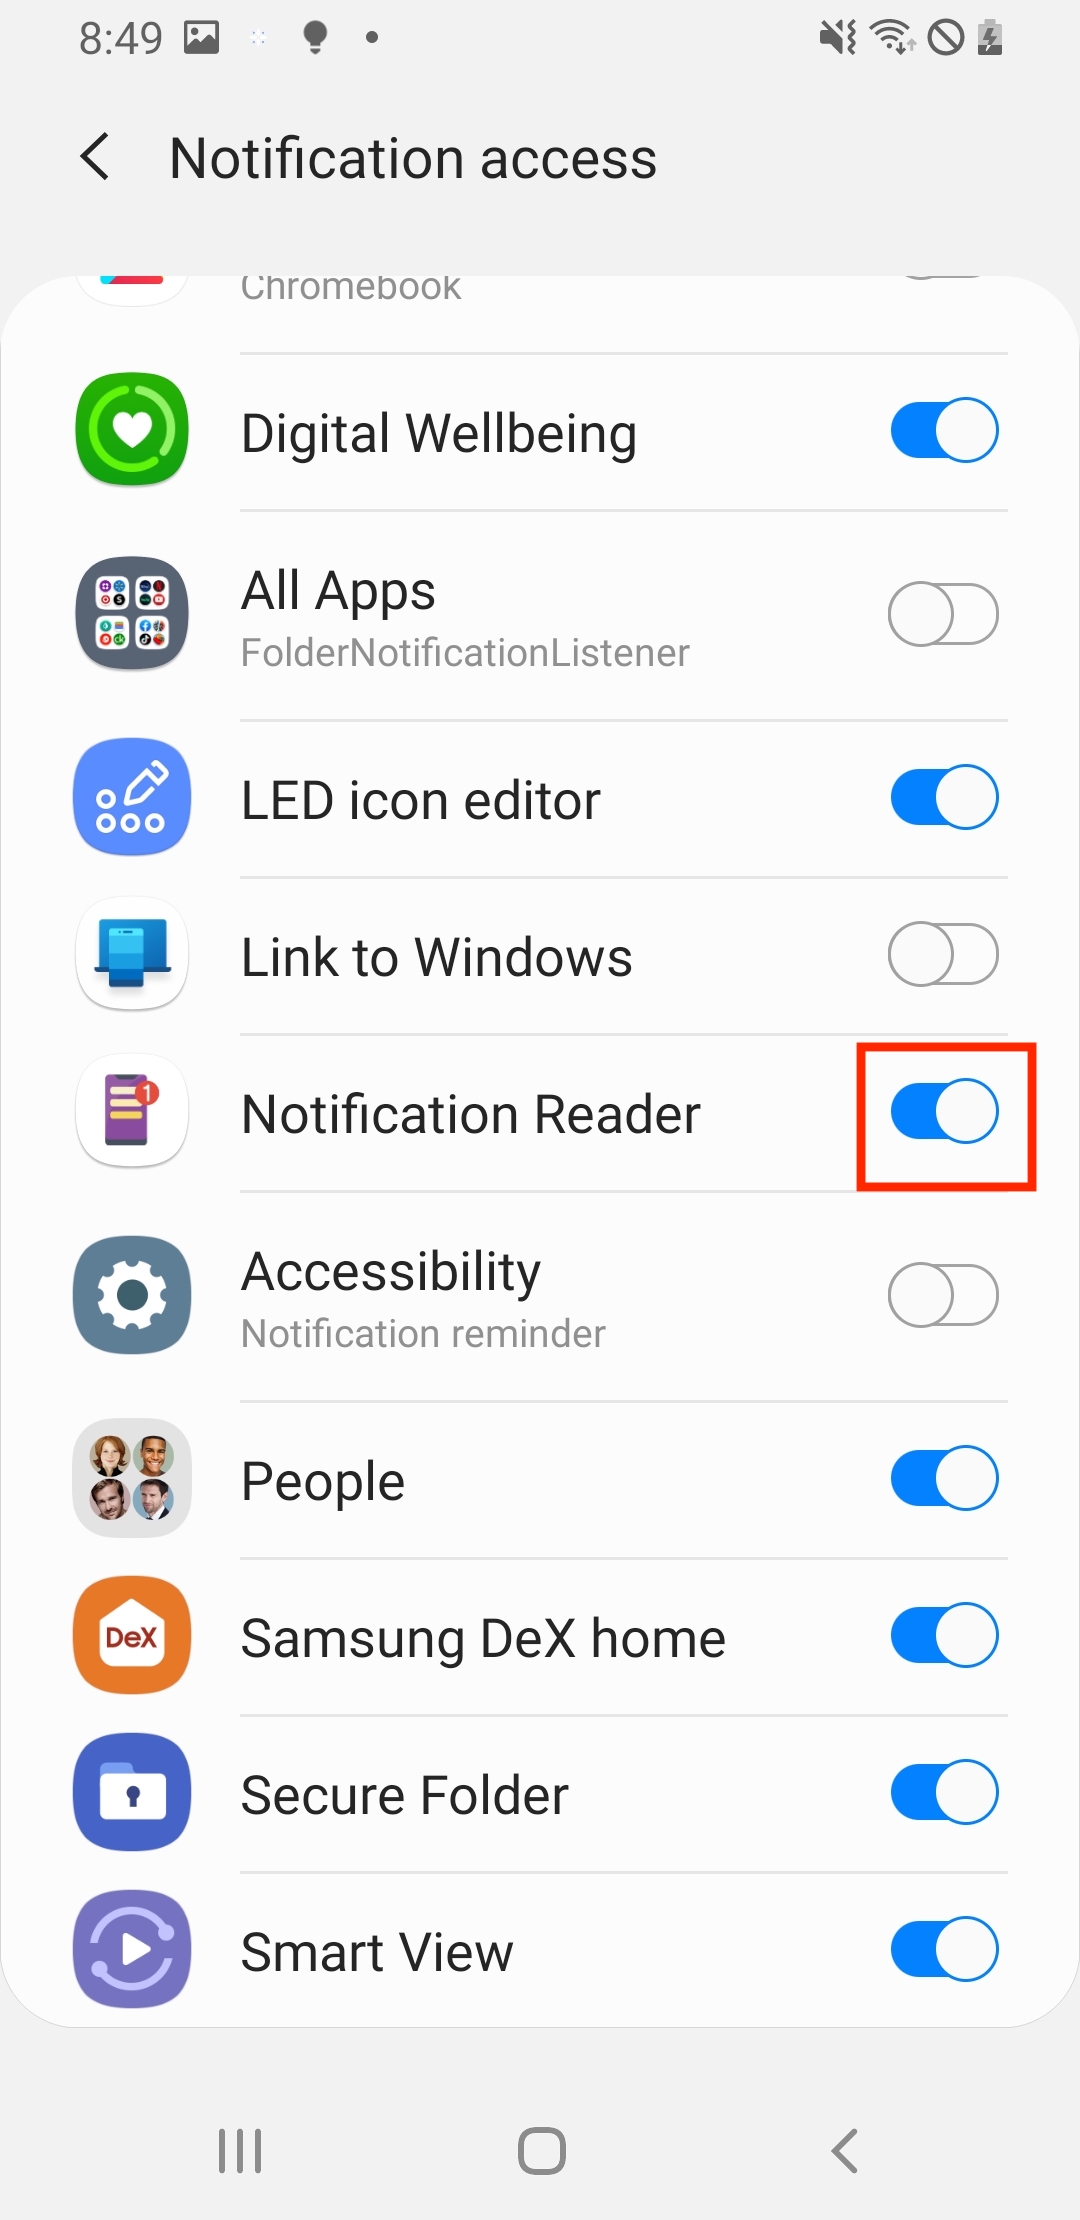 8:49
Notification access
Chromebook
Digital Wellbeing
All Apps
FolderNotificationListener
LED icon editor
Link to Windows
1
Notification Reader
Accessibility
Notification reminder
People
DeX
Samsung DeX home
Secure Folder
Smart View